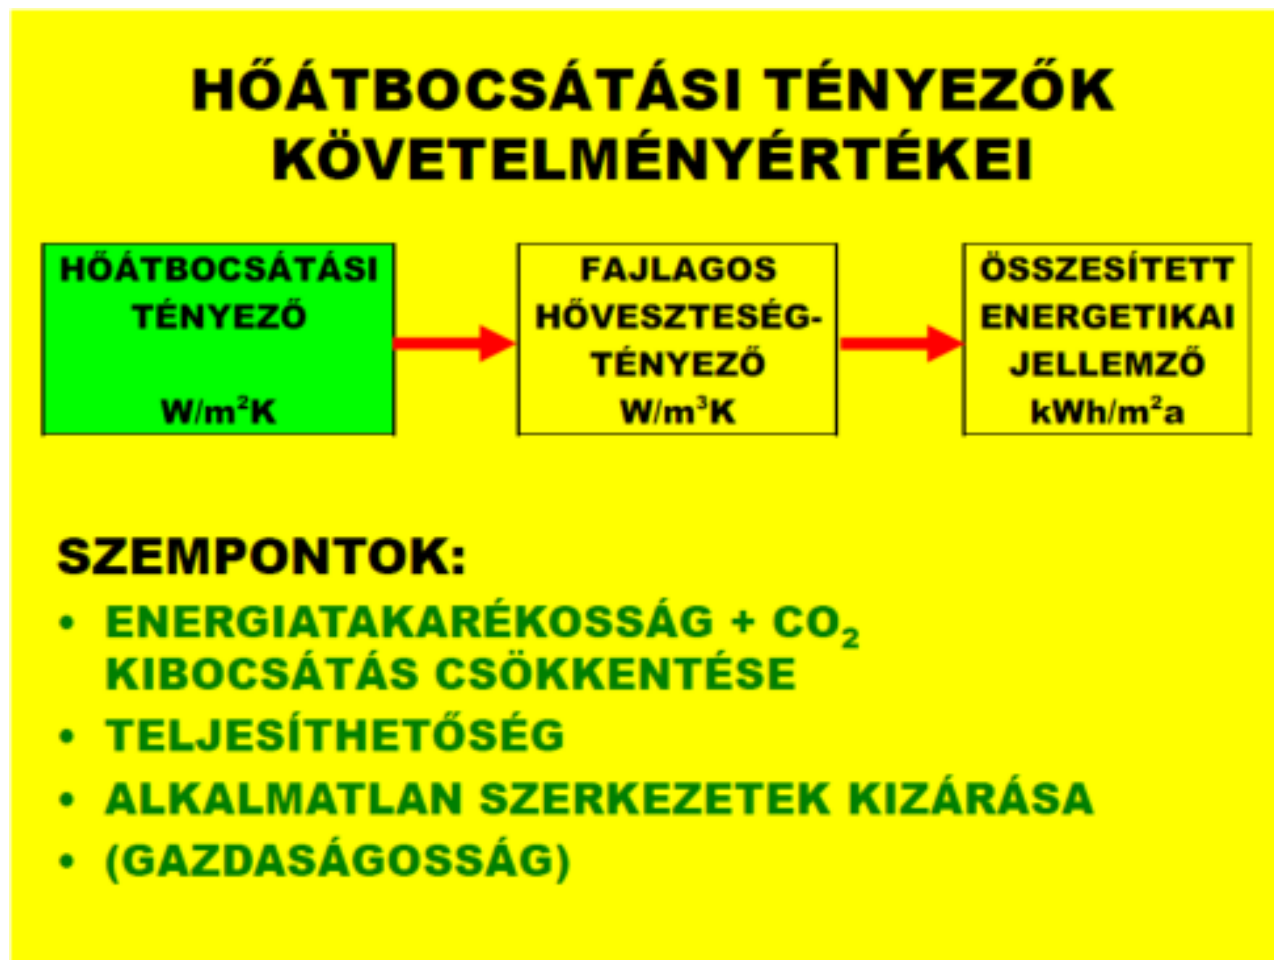 HŐÁTBOCSÁTÁSI TÉNYEZŐK
KÖVETELMÉNYÉRTÉKEI
HŐÁTBOCSÁTÁSI
TÉNYEZŐ
W/m²K
FAJLAGOS
HŐVESZTESÉG-
TÉNYEZŐ
W/m³K
ÖSSZESÍTETT
ENERGETIKAI
JELLEMZŐ
kWh/m²a
SZEMPONTOK:
• ENERGIATAKARÉKOSSÁG + CO₂
KIBOCSÁTÁS CSÖKKENTÉSE
• TELJESÍTHETŐSÉG
• ALKALMATLAN SZERKEZETEK KIZÁRÁSA
• (GAZDASÁGOSSÁG)